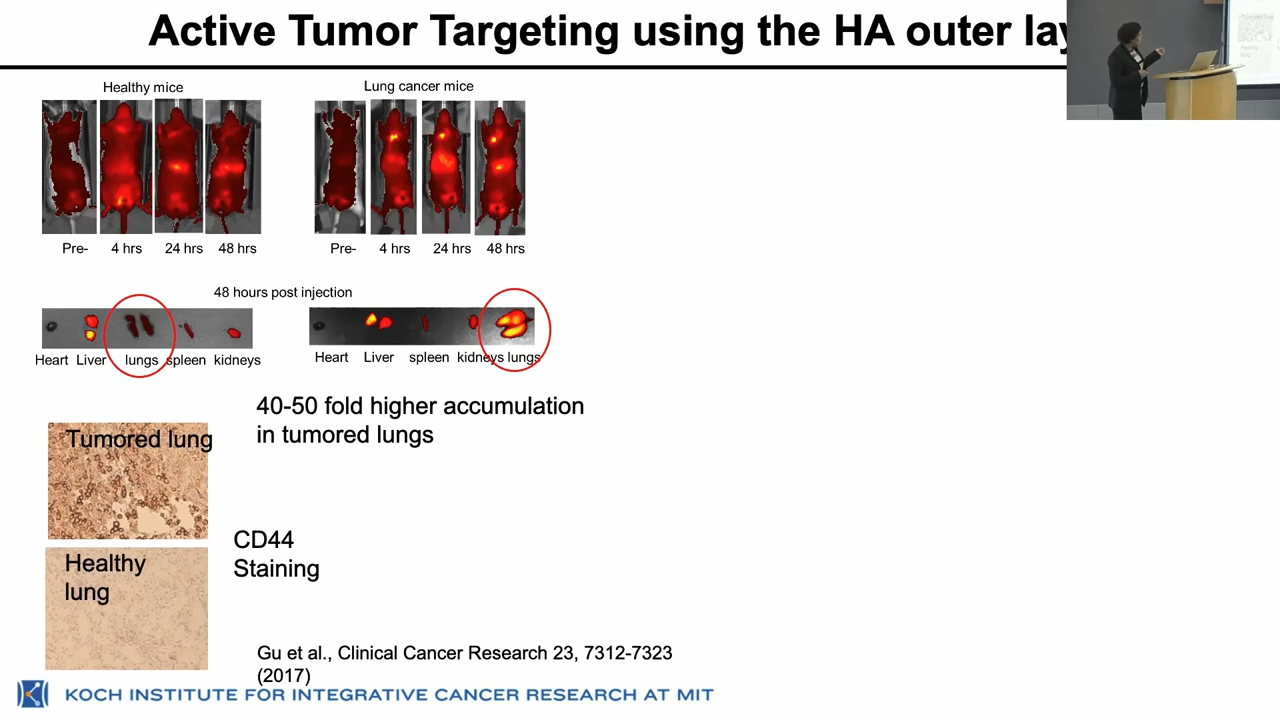 Active Tumor Targeting using the HA outer lay
Healthy mice
Lung cancer mice
Pre- 4 hrs 24 hrs 48 hrs
Pre- 4 hrs 24 hrs 48 hrs
48 hours post injection
Heart Liver lungs spleen kidneys
Heart Liver spleen kidneys lungs
40-50 fold higher accumulation
in tumored lungs
Tumored lung
CD44
Staining
Healthy
lung
Gu et al., Clinical Cancer Research 23, 7312-7323
(2017)
KOCH INSTITUTE FOR INTEGRATIVE CANCER RESEARCH AT MIT